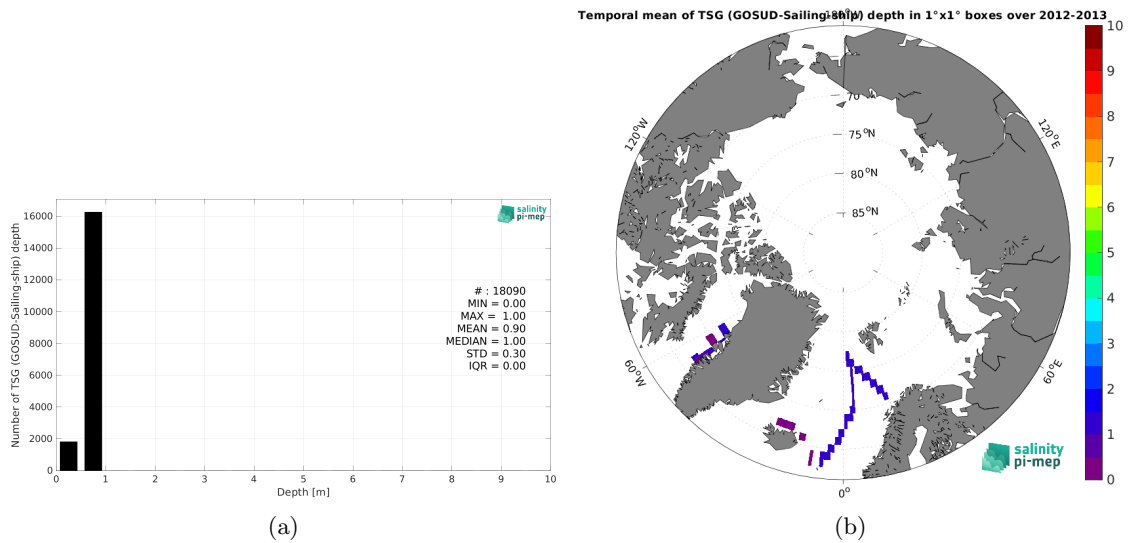 Temporal mean of TSG (GOSUD-Sailing-ship) depth in 1°x1° boxes over 2012-2013
Number of TSG (GOSUD-Sailing-ship) depth
16000
14000
12000
10000
8000
6000
4000
2000
0
0 1 2 3 4 5 6 7 8 9 10
Depth [m]
salinity
pi-mep
# : 18090
MIN = 0.00
MAX = 1.00
MEAN = 0.90
MEDIAN = 1.00
STD = 0.30
IQR = 0.00
(a)
120°W
120°E
70
75°N
80°N
85°N
60°W
60°E
0°
salinity
pi-mep
10
9
8
7
6
5
4
3
2
1
0
(b)